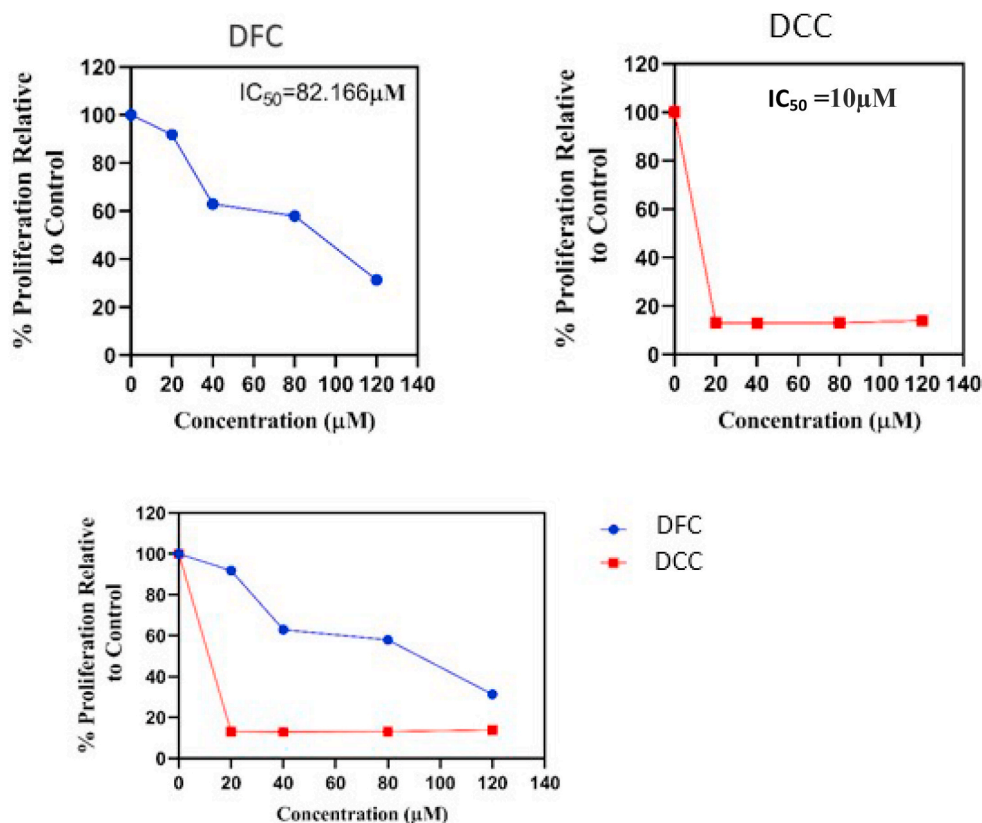 DFC
IC₅₀=82.166μM
% Proliferation Relative
to Control
120
100
80
60
40
20
0
0 20 40 60 80 100 120 140
Concentration (μM)
DCC
IC₅₀ =10μM
% Proliferation Relative
to Control
120
100
80
60
40
20
0
0 20 40 60 80 100 120 140
Concentration (μM)
% Proliferation Relative
to Control
120
100
80
60
40
20
0
0 20 40 60 80 100 120 140
Concentration (μM)
DFC
DCC